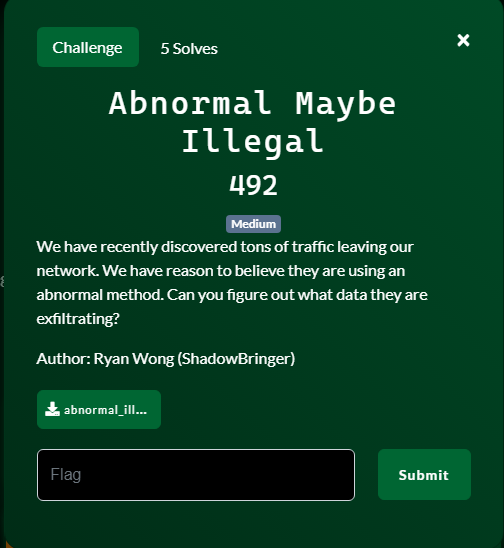 Challenge
5 Solves
×
Abnormal Maybe
Illegal
492
Medium
We have recently discovered tons of traffic leaving our
network. We have reason to believe they are using an
abnormal method. Can you figure out what data they are
exfiltrating?
Author: Ryan Wong (ShadowBringer)
abnormal_ill...
Flag
Submit